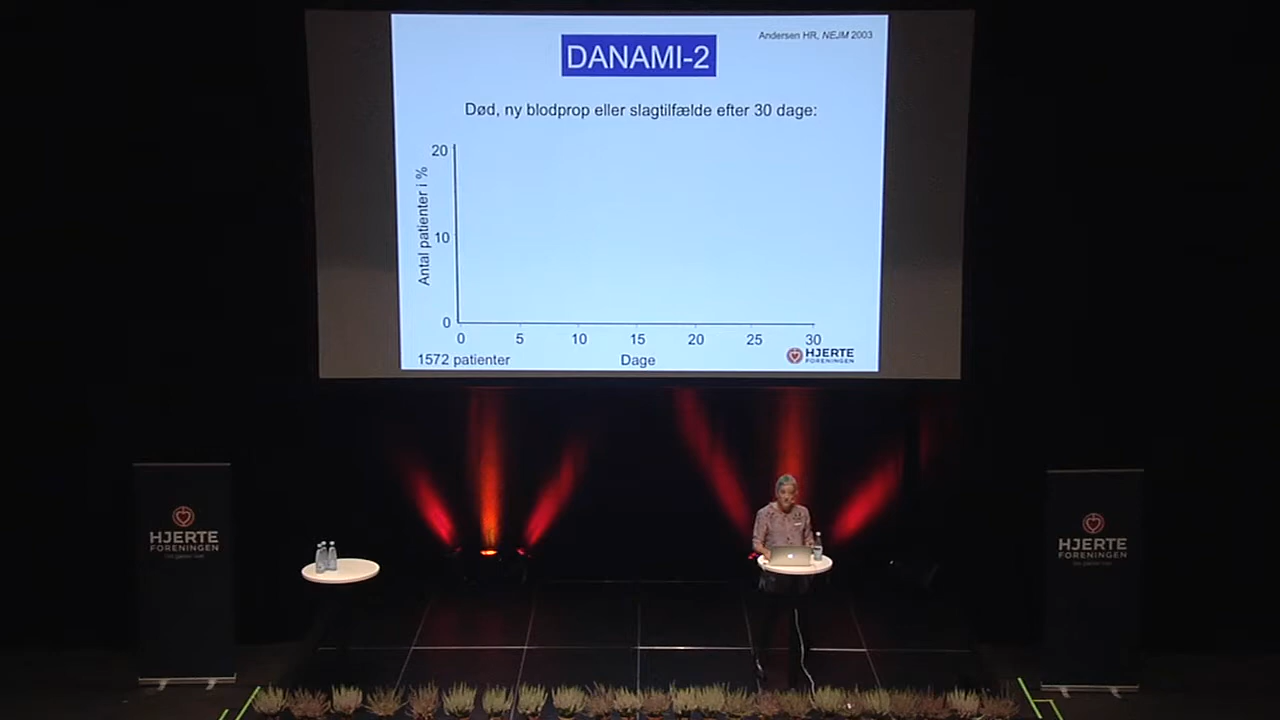 Andersen HR, NEJM 2003
DANAMI-2
Død, ny blodprop eller slagtilfælde efter 30 dage:
Antal patienter i %
20
10
0
0 5 10 15 20 25 30
1572 patienter
Dage
HJERTE
FORENINGEN
HJERTE
FORENINGEN
HJERTE
FORENINGEN